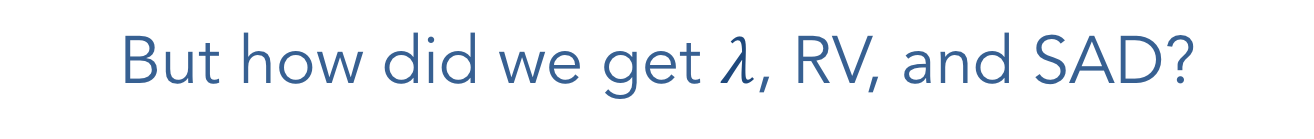 But how did we get λ, RV, and SAD?